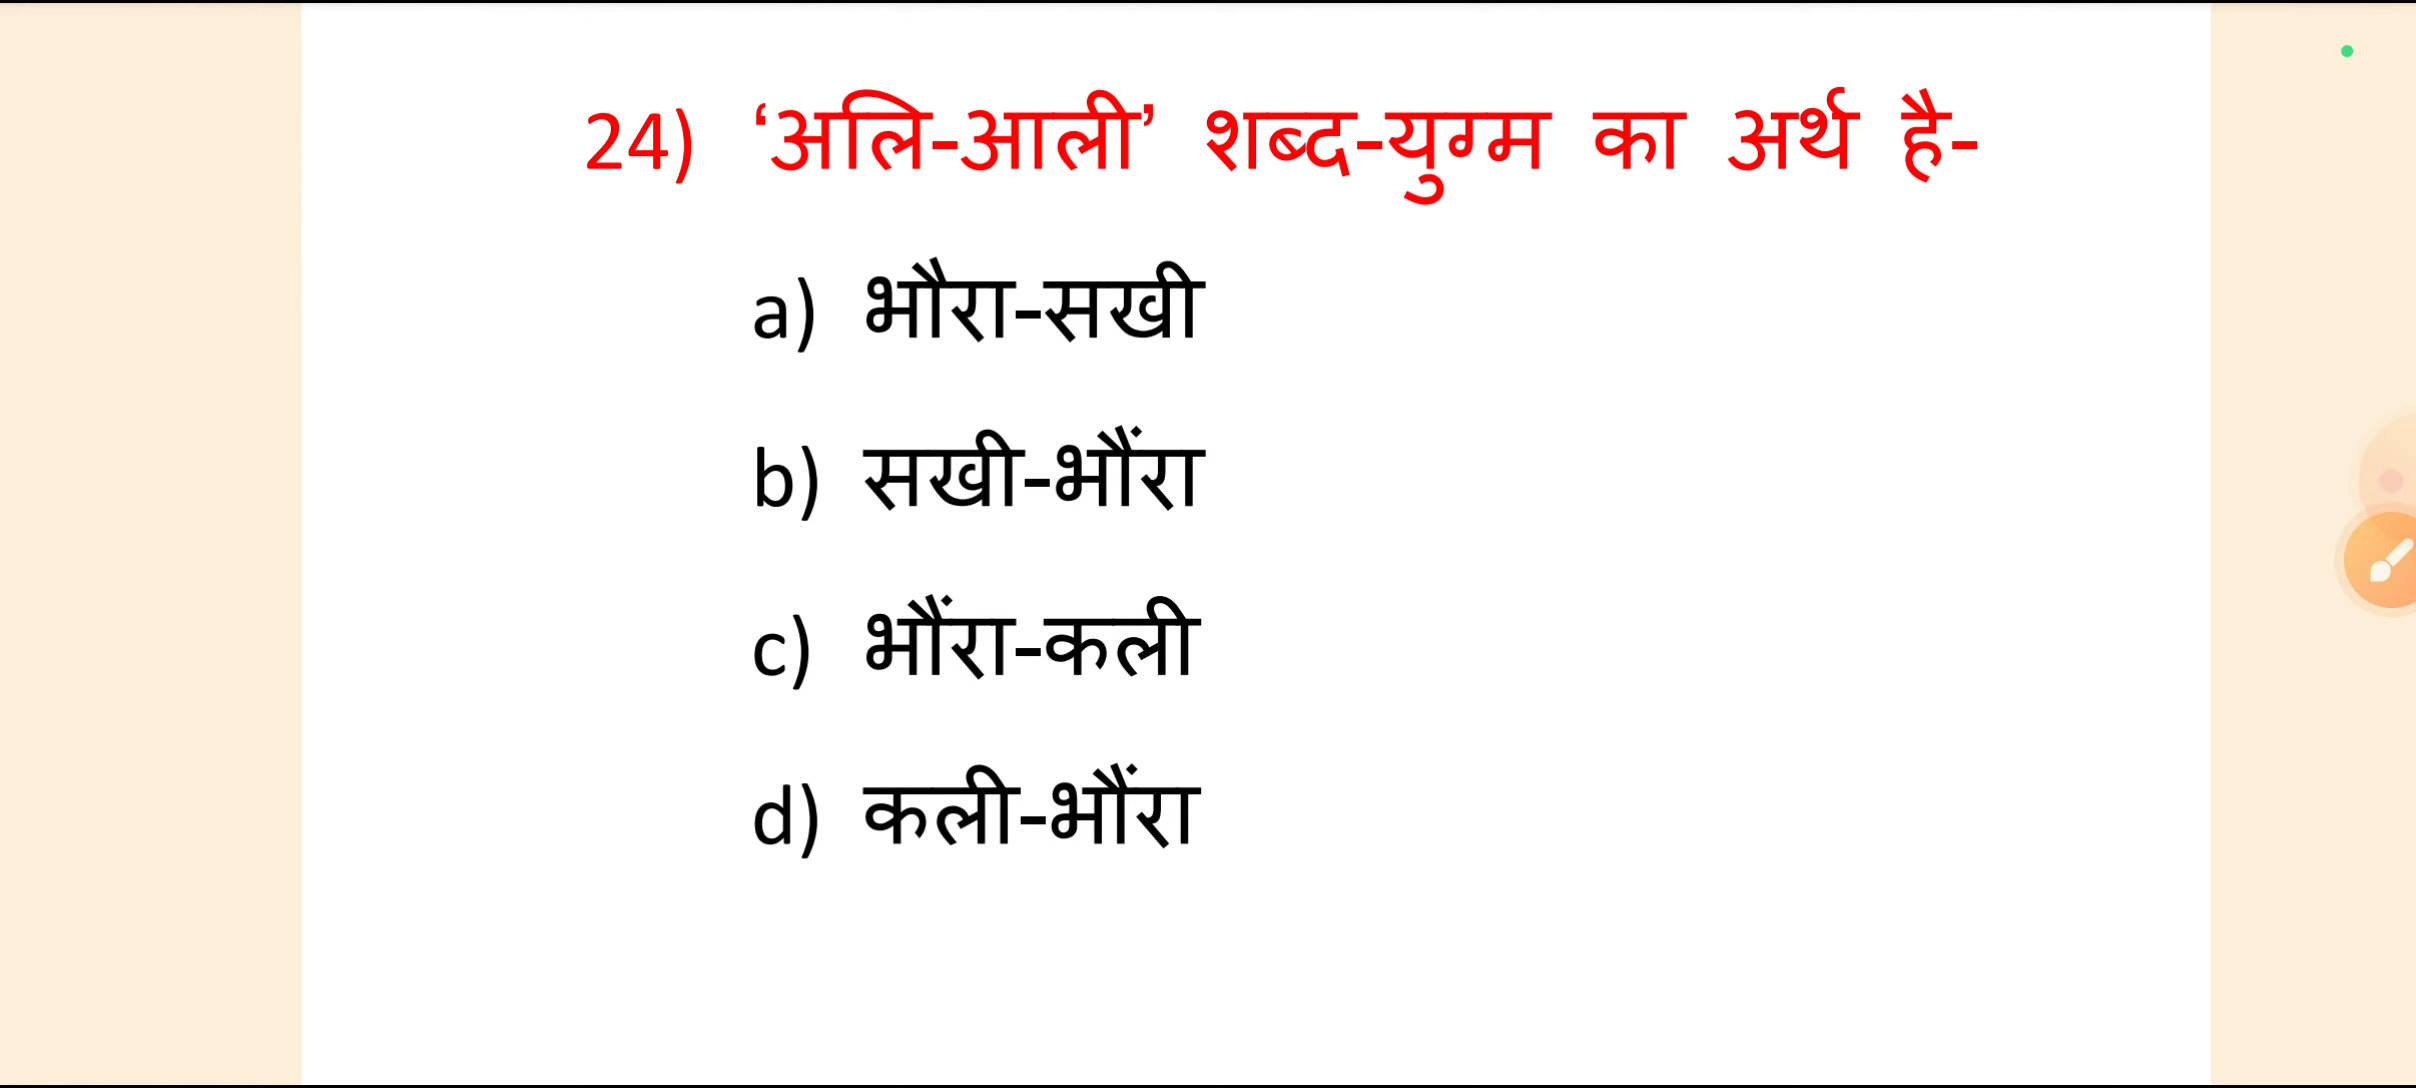 24) ‘अलि-आली’ शब्द-युग्म का अर्थ है-
a) भौरा-सखी
b) सखी-भौंरा
c) भौंरा-कली
d) कली-भौंरा